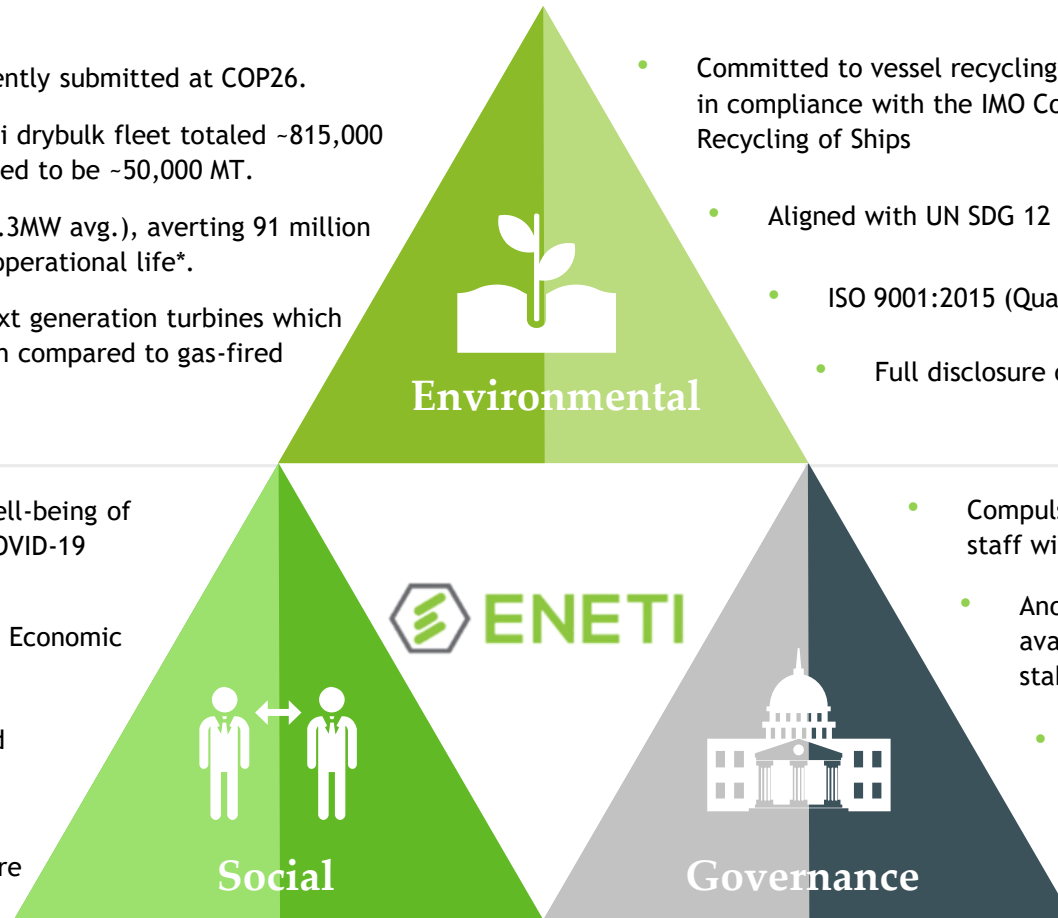 ently submitted at COP26.
i drybulk fleet totaled ~815,000
ed to be ~50,000 MT.
.3MW avg.), averting 91 million
operational life*.
xt generation turbines which
n compared to gas-fired
• Committed to vessel recycling
in compliance with the IMO Co
Recycling of Ships
• Aligned with UN SDG 12
• ISO 9001:2015 (Qua
• Full disclosure
Environmental
ell-being of
OVID-19
Economic
d
re
ENETI
• Compuls
staff wi
• Ano
ava
stal
•
Social
Governance